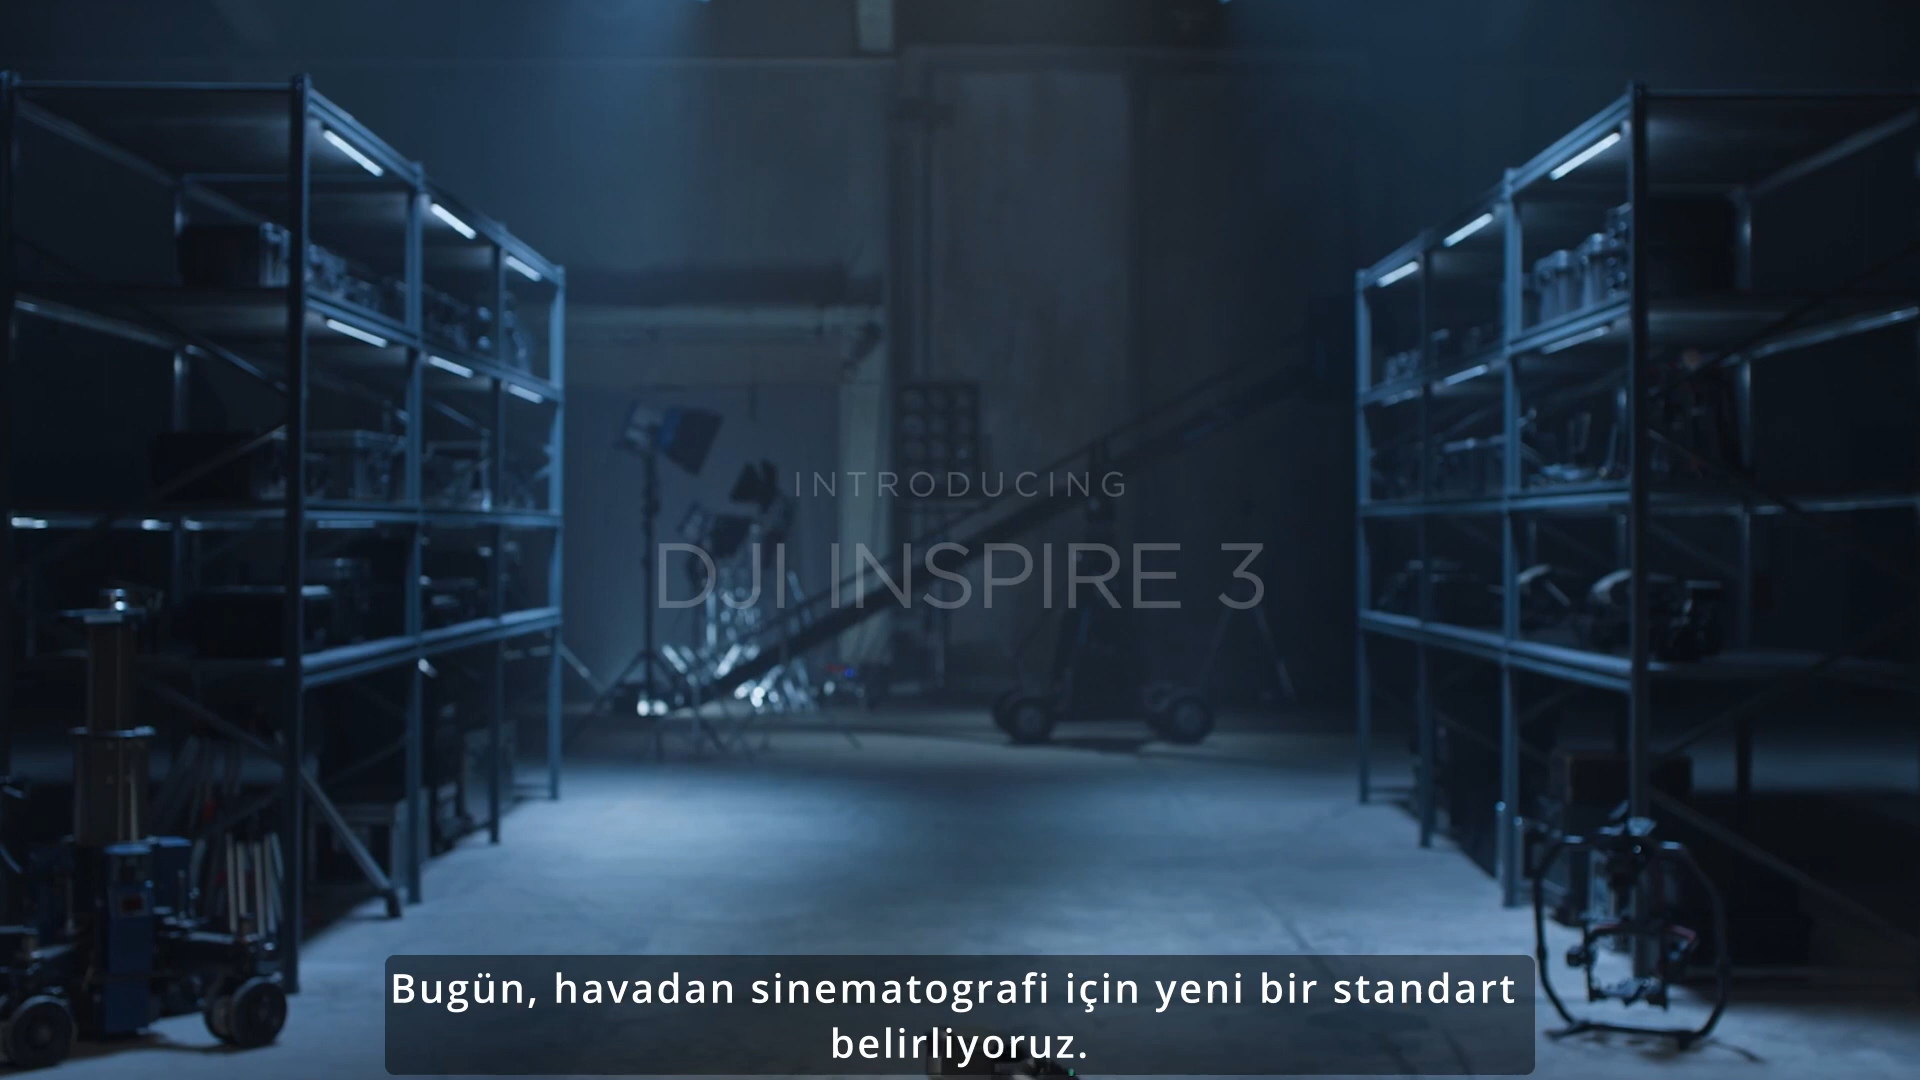 INTRODUCING
DJI INSPIRE 3
Bugün, havadan sinematografi için yeni bir standart
belirliyoruz.